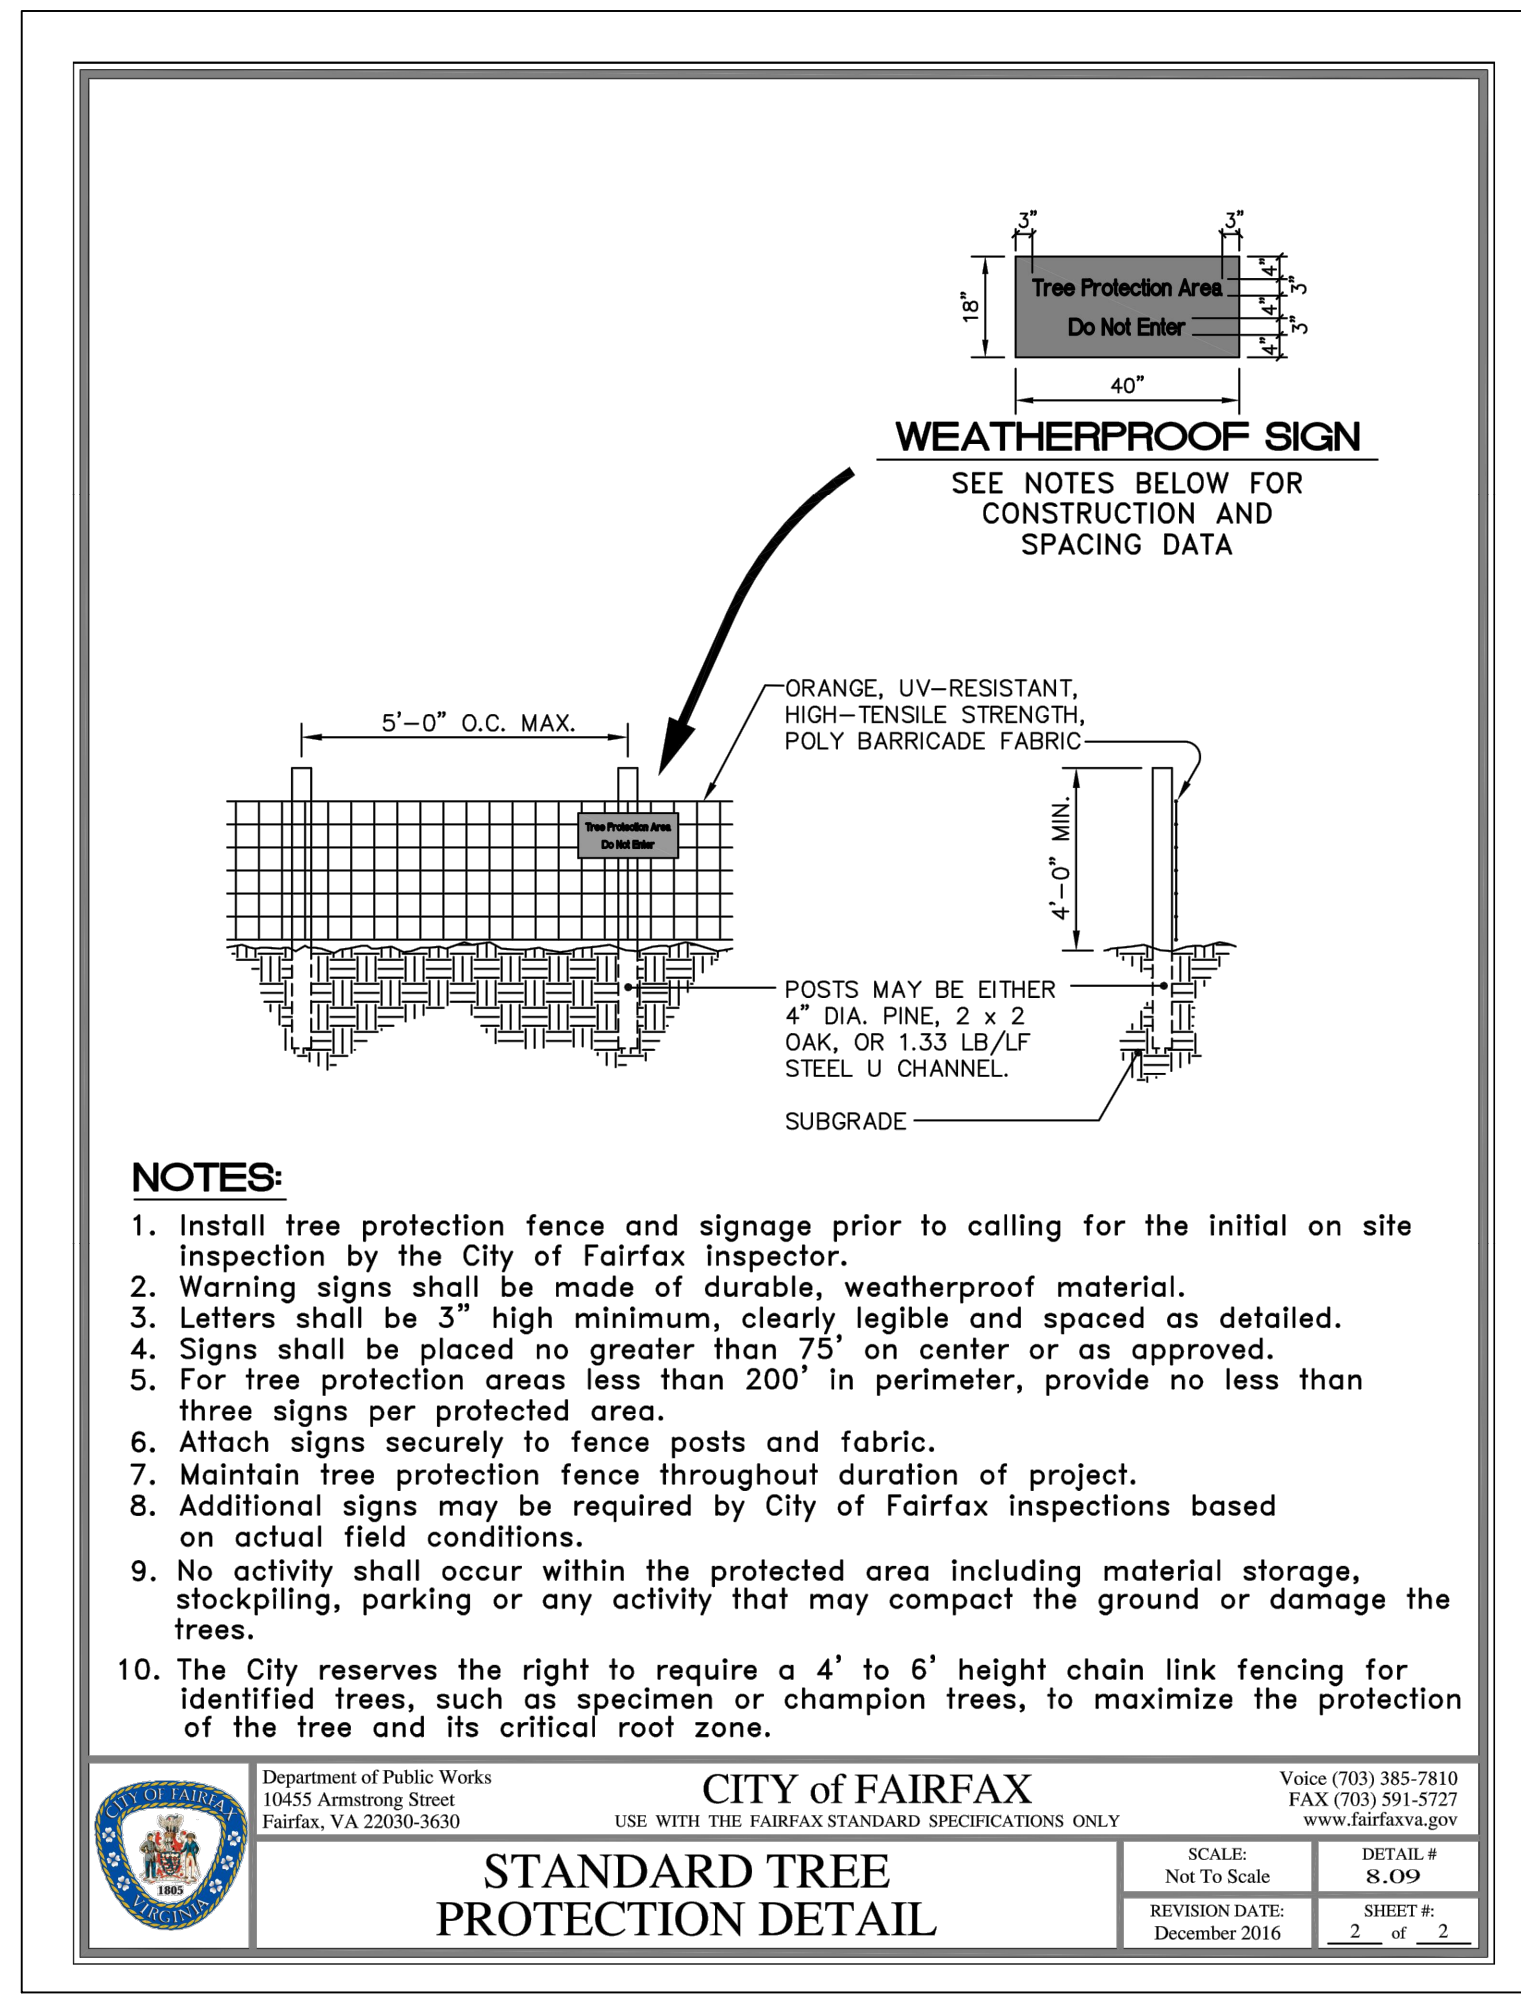 3" 3"
Tree Protection Area
Do Not Enter
18"
4"
3"
4"
3"
4"
40"
WEATHERPROOF SIGN
SEE NOTES BELOW FOR
CONSTRUCTION AND
SPACING DATA
5'-0" O.C. MAX.
ORANGE, UV-RESISTANT,
HIGH-TENSILE STRENGTH,
POLY BARRICADE FABRIC
Tree Protection Area
Do Not Enter
4'-0" MIN.
POSTS MAY BE EITHER
4" DIA. PINE, 2 x 2
OAK, OR 1.33 LB/LF
STEEL U CHANNEL.
SUBGRADE
NOTES:
1. Install tree protection fence and signage prior to calling for the initial on site
inspection by the City of Fairfax inspector.
2. Warning signs shall be made of durable, weatherproof material.
3. Letters shall be 3" high minimum, clearly legible and spaced as detailed.
4. Signs shall be placed no greater than 75' on center or as approved.
5. For tree protection areas less than 200' in perimeter, provide no less than
three signs per protected area.
6. Attach signs securely to fence posts and fabric.
7. Maintain tree protection fence throughout duration of project.
8. Additional signs may be required by City of Fairfax inspections based
on actual field conditions.
9. No activity shall occur within the protected area including material storage,
stockpiling, parking or any activity that may compact the ground or damage the
trees.
10. The City reserves the right to require a 4' to 6' height chain link fencing for
identified trees, such as specimen or champion trees, to maximize the protection
of the tree and its critical root zone.
CITY OF FAIRFAX
1805
VIRGINIA
Department of Public Works
10455 Armstrong Street
Fairfax, VA 22030-3630
CITY of FAIRFAX
USE WITH THE FAIRFAX STANDARD SPECIFICATIONS ONLY
Voice (703) 385-7810
FAX (703) 591-5727
www.fairfaxva.gov
STANDARD TREE
PROTECTION DETAIL
SCALE:
Not To Scale
DETAIL #
8.09
REVISION DATE:
December 2016
SHEET #:
2 of 2